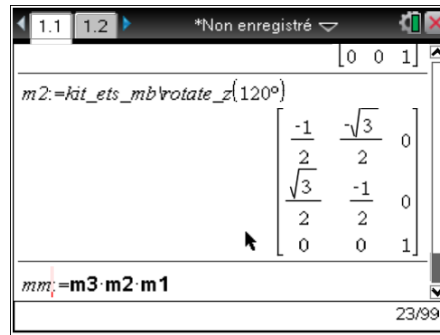 1.1 1.2 *Non enregistré
[0 0 1]
m2:=kit_ets_mb\rotate_z(120°)
[-1/2 -√3/2 0
√3/2 -1/2 0
0 0 1]
mm:=m3·m2·m1
23/99